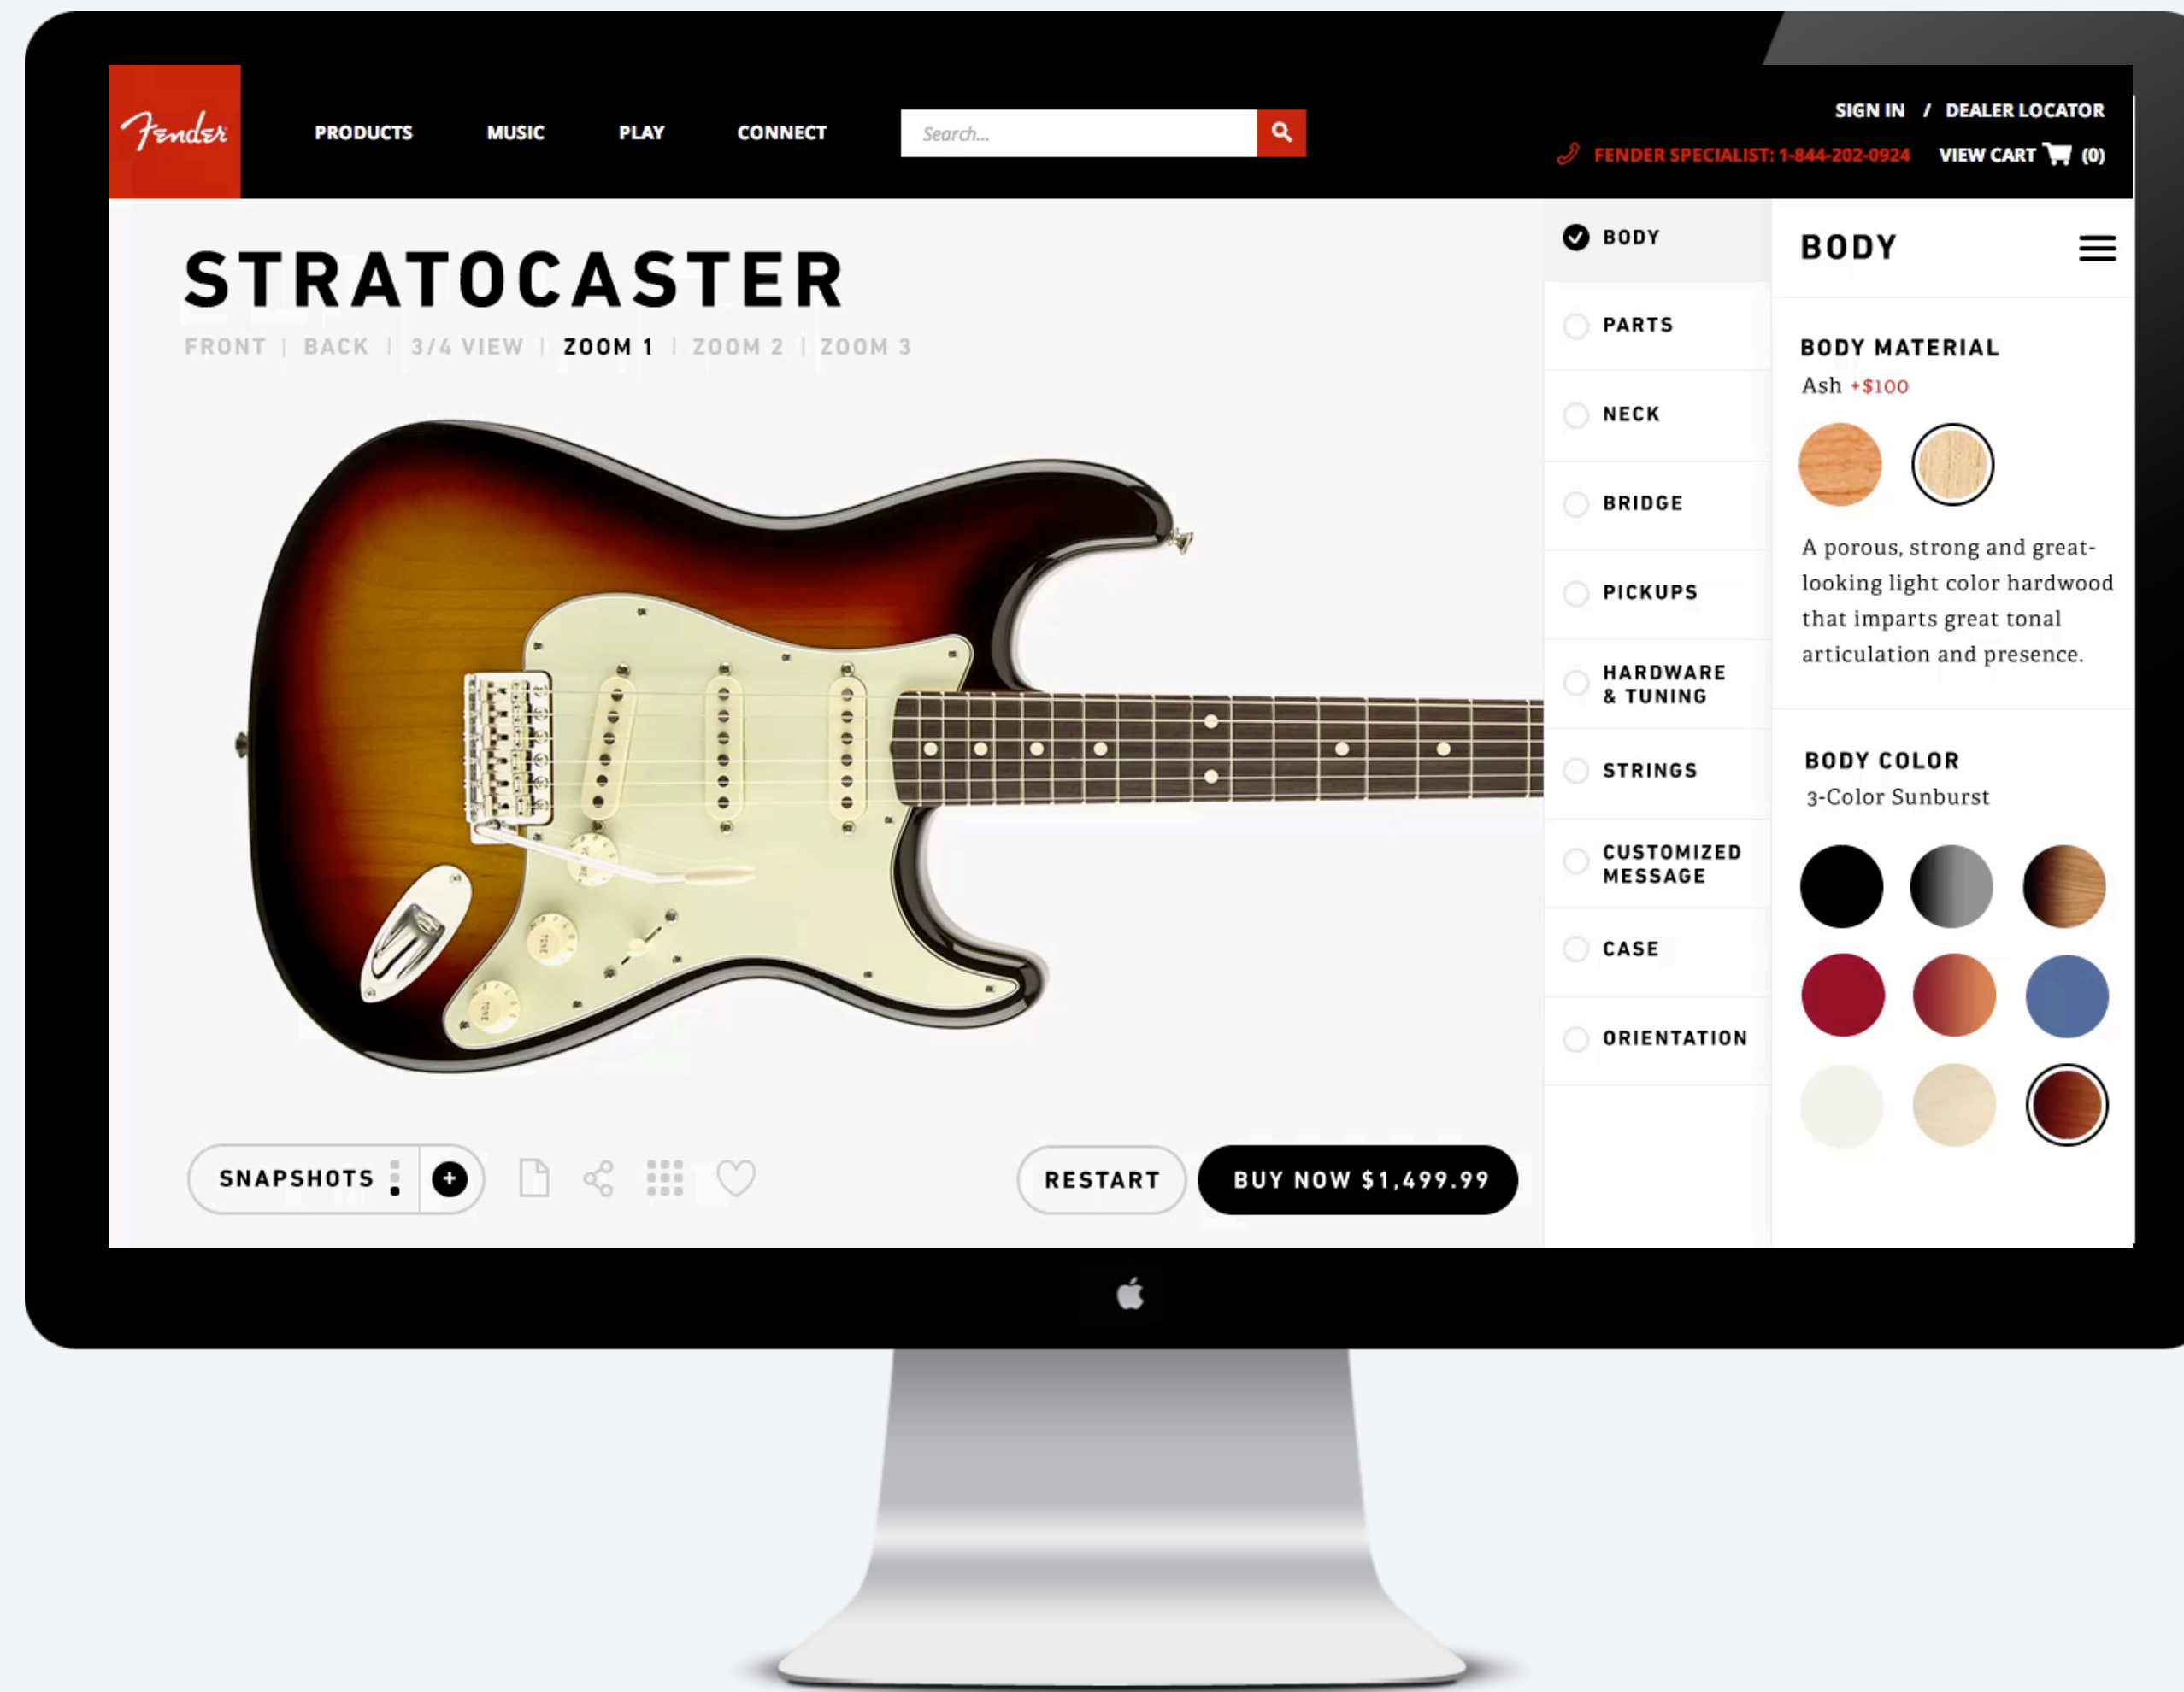 Fender
PRODUCTS
MUSIC
PLAY
CONNECT
Search...
SIGN IN / DEALER LOCATOR
FENDER SPECIALIST: 1-844-202-0924
VIEW CART (0)
STRATOCASTER
FRONT | BACK | 3/4 VIEW | ZOOM 1 | ZOOM 2 | ZOOM 3
VOLUME
TONE
TONE
SNAPSHOTS
RESTART
BUY NOW $1,499.99
BODY
PARTS
NECK
BRIDGE
PICKUPS
HARDWARE
& TUNING
STRINGS
CUSTOMIZED
MESSAGE
CASE
ORIENTATION
BODY
BODY MATERIAL
Ash +$100
A porous, strong and great-
looking light color hardwood
that imparts great tonal
articulation and presence.
BODY COLOR
3-Color Sunburst